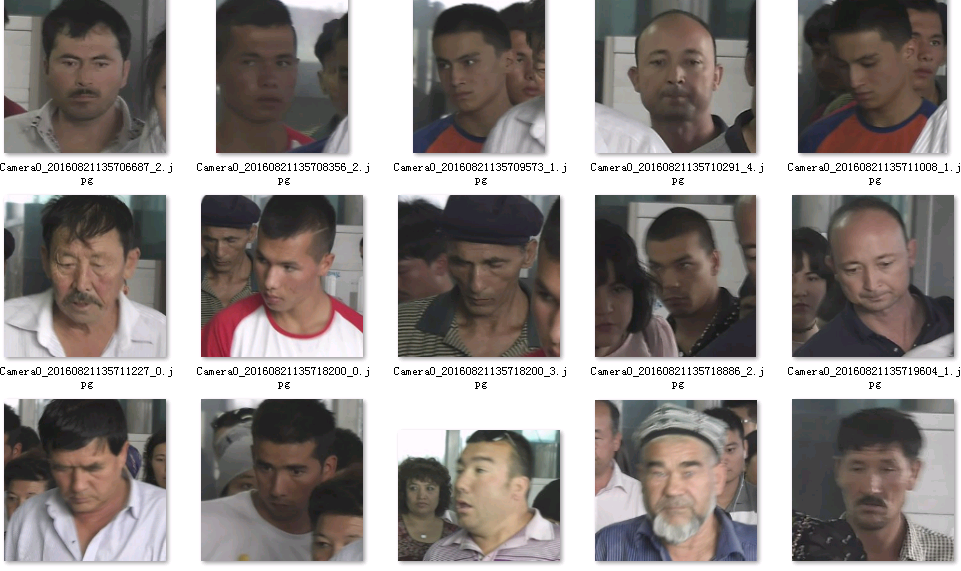 Camera0_20160821135706687_2.j
pg
Camera0_20160821135708356_2.j
pg
Camera0_20160821135709573_1.j
pg
Camera0_20160821135710291_4.j
pg
Camera0_20160821135711008_1.j
pg
Camera0_20160821135711227_0.j
pg
Camera0_20160821135718200_0.j
pg
Camera0_20160821135718200_3.j
pg
Camera0_20160821135718886_2.j
pg
Camera0_20160821135719604_1.j
pg